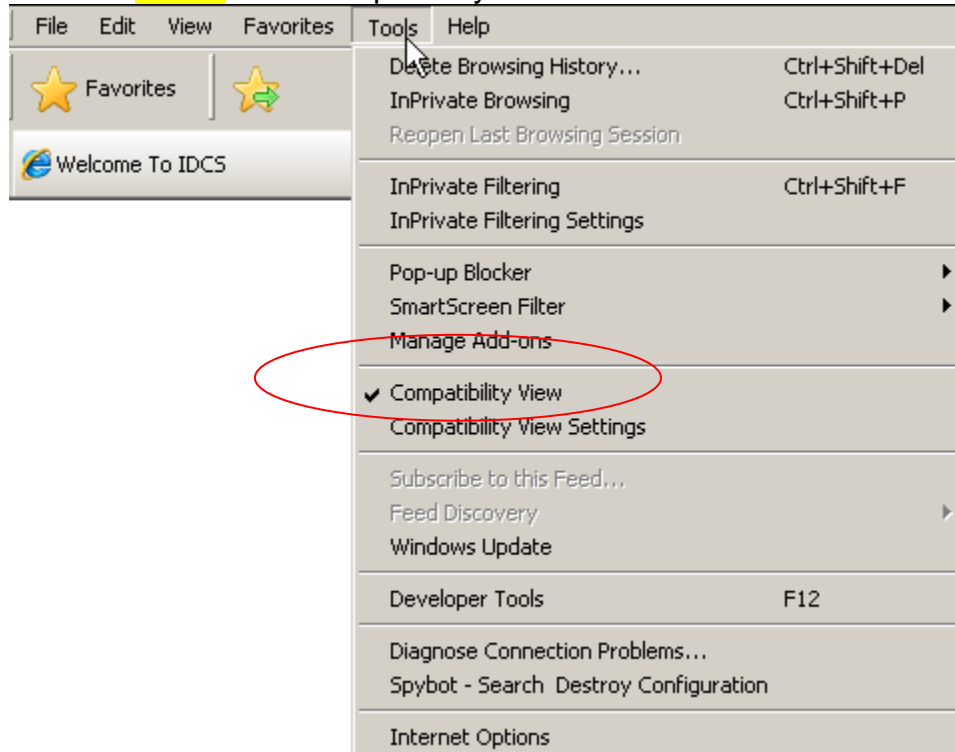 File Edit View Favorites Tools Help
Favorites
Welcome To IDCS
Delete Browsing History... Ctrl+Shift+Del
InPrivate Browsing Ctrl+Shift+P
Reopen Last Browsing Session
InPrivate Filtering Ctrl+Shift+F
InPrivate Filtering Settings
Pop-up Blocker
SmartScreen Filter
Manage Add-ons
Compatibility View
Compatibility View Settings
Subscribe to this Feed...
Feed Discovery
Windows Update
Developer Tools F12
Diagnose Connection Problems...
Spybot - Search Destroy Configuration
Internet Options